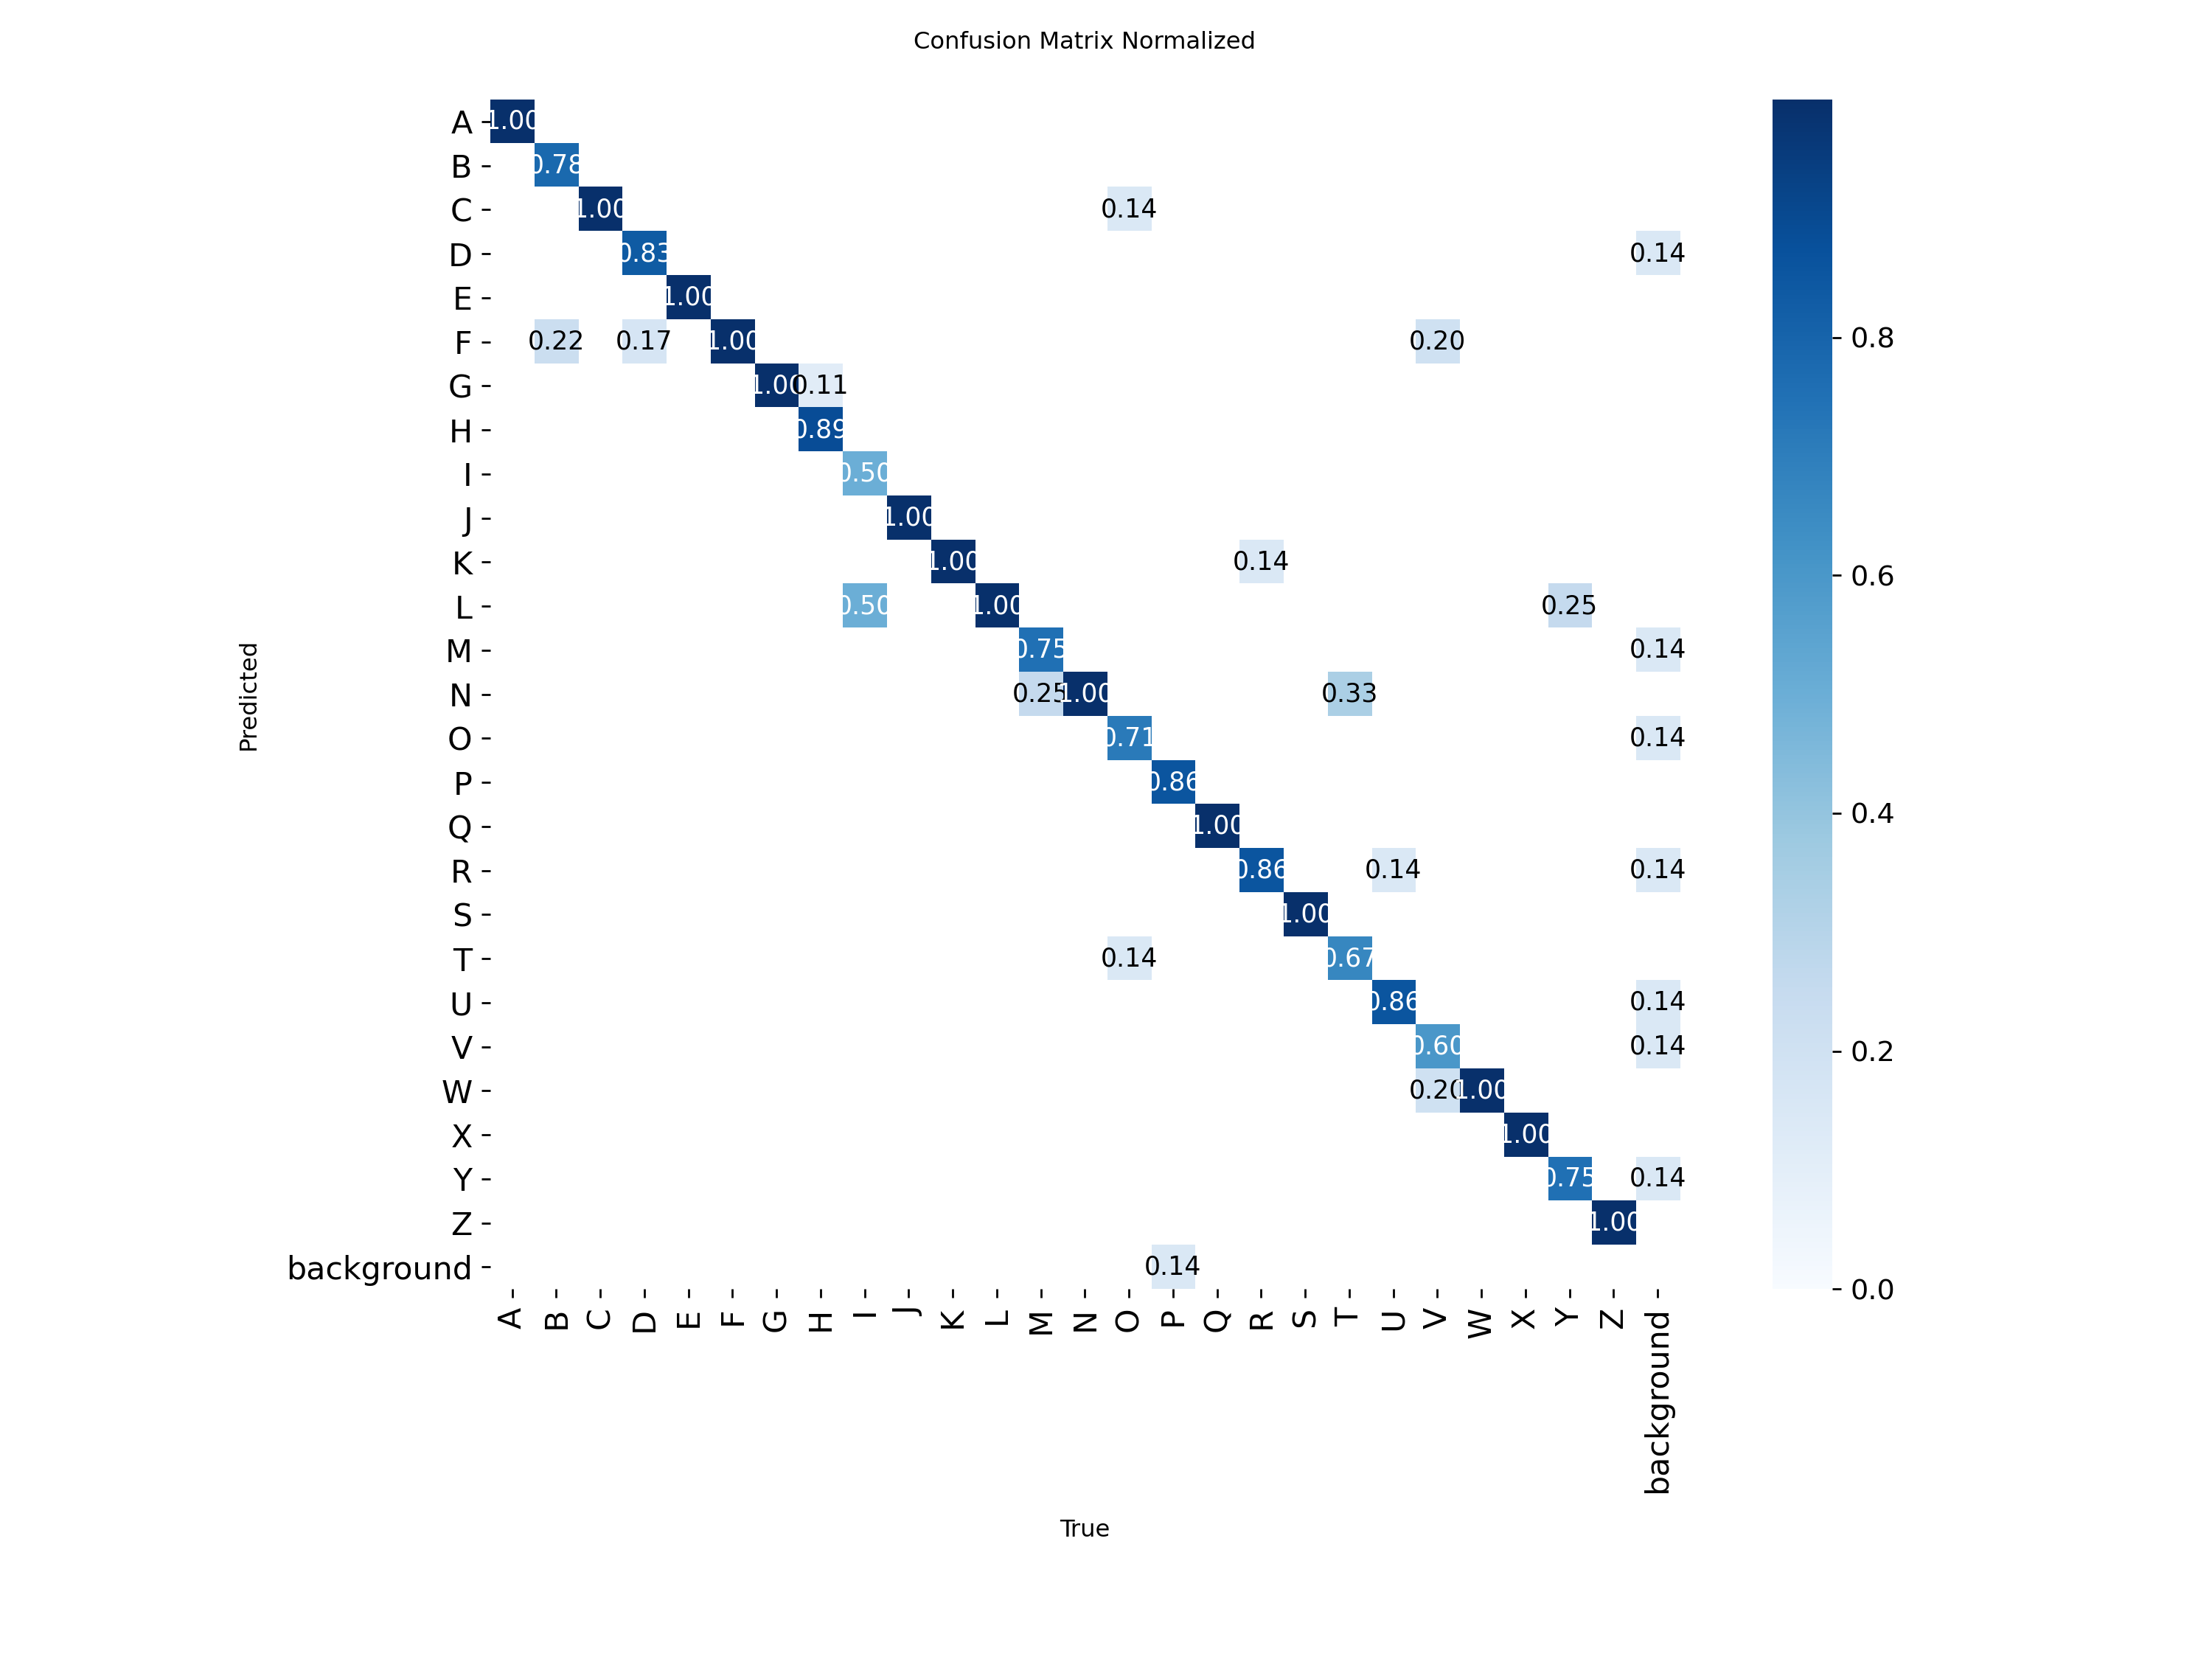 Confusion Matrix Normalized
A 1.00
B 0.78
C 1.00 0.14
D 0.83 0.14
E 1.00
F 0.22 0.17 1.00 0.20
G 1.00 0.11
H 0.89
I 0.50
J 1.00
K 1.00 0.14
L 0.50 1.00 0.25
M 0.75 0.14
N 0.25 1.00 0.33
O 0.71 0.14
P 0.86
Q 1.00
R 0.86 0.14 0.14
S 1.00
T 0.14 0.67
U 0.86 0.14
V 0.60 0.14
W 0.20 1.00
X 1.00
Y 0.75 0.14
Z 1.00
background 0.14
A B C D E F G H I J K L M N O P Q R S T U V W X Y Z background
Predicted
True
0.8
0.6
0.4
0.2
0.0